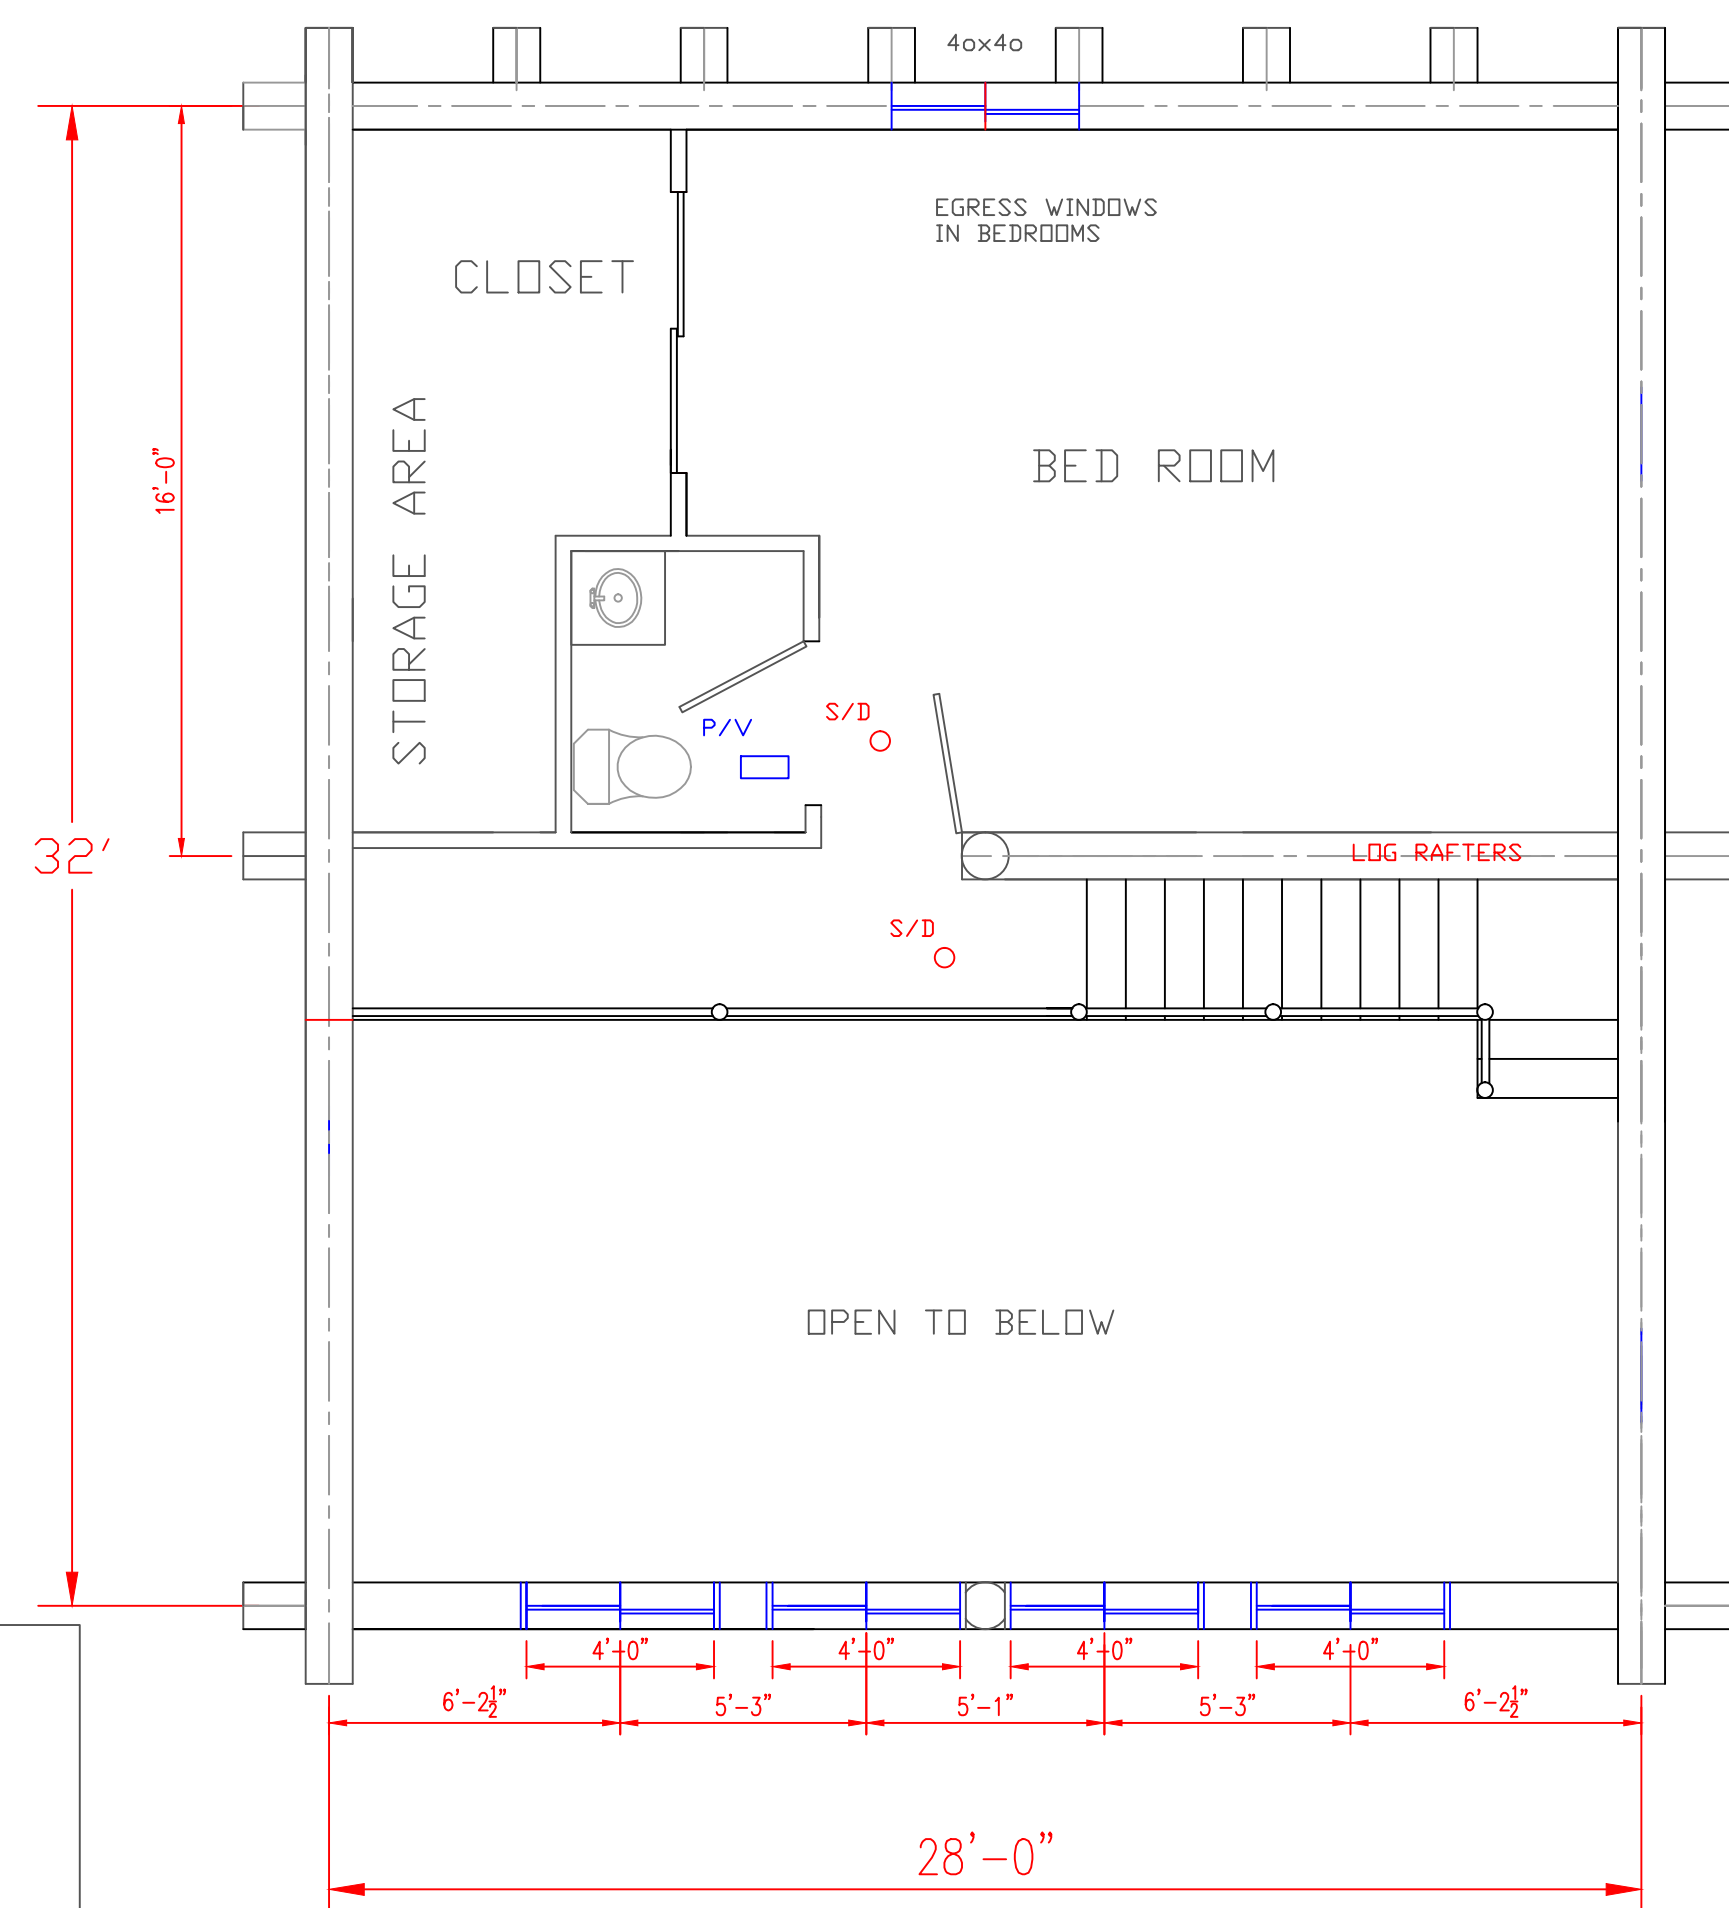 4ox4o
EGRESS WINDOWS
IN BEDROOMS
CLOSET
STORAGE AREA
16'-0"
BED ROOM
S/D
P/V
32'
LOG RAFTERS
S/D
OPEN TO BELOW
4'-0" 4'-0" 4'-0" 4'-0"
6'-2½" 5'-3" 5'-1" 5'-3" 6'-2½"
28'-0"